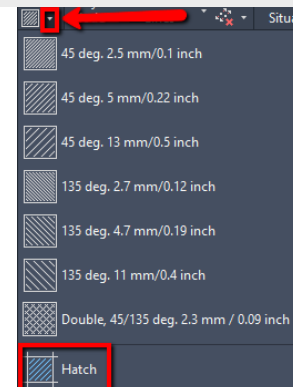 Situa
45 deg. 2.5 mm/0.1 inch
45 deg. 5 mm/0.22 inch
45 deg. 13 mm/0.5 inch
135 deg. 2.7 mm/0.12 inch
135 deg. 4.7 mm/0.19 inch
135 deg. 11 mm/0.4 inch
Double, 45/135 deg. 2.3 mm / 0.09 inch
Hatch